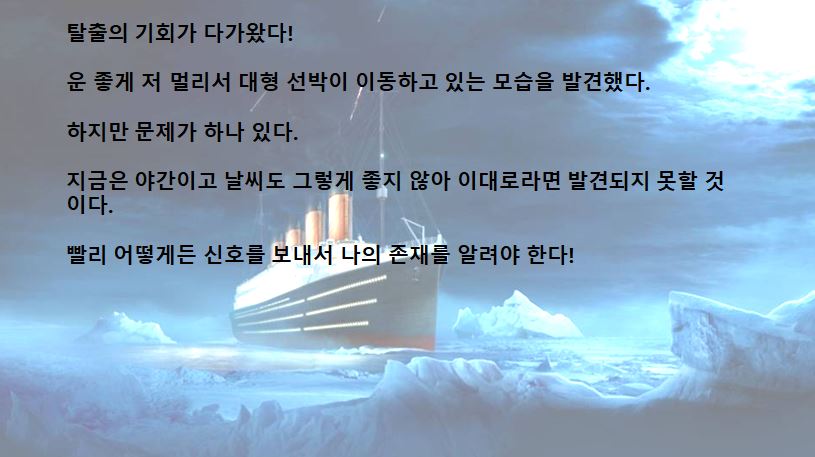 탈출의 기회가 다가왔다!
운 좋게 저 멀리서 대형 선박이 이동하고 있는 모습을 발견했다.
하지만 문제가 하나 있다.
지금은 야간이고 날씨도 그렇게 좋지 않아 이대로라면 발견되지 못할 것
이다.
빨리 어떻게든 신호를 보내서 나의 존재를 알려야 한다!